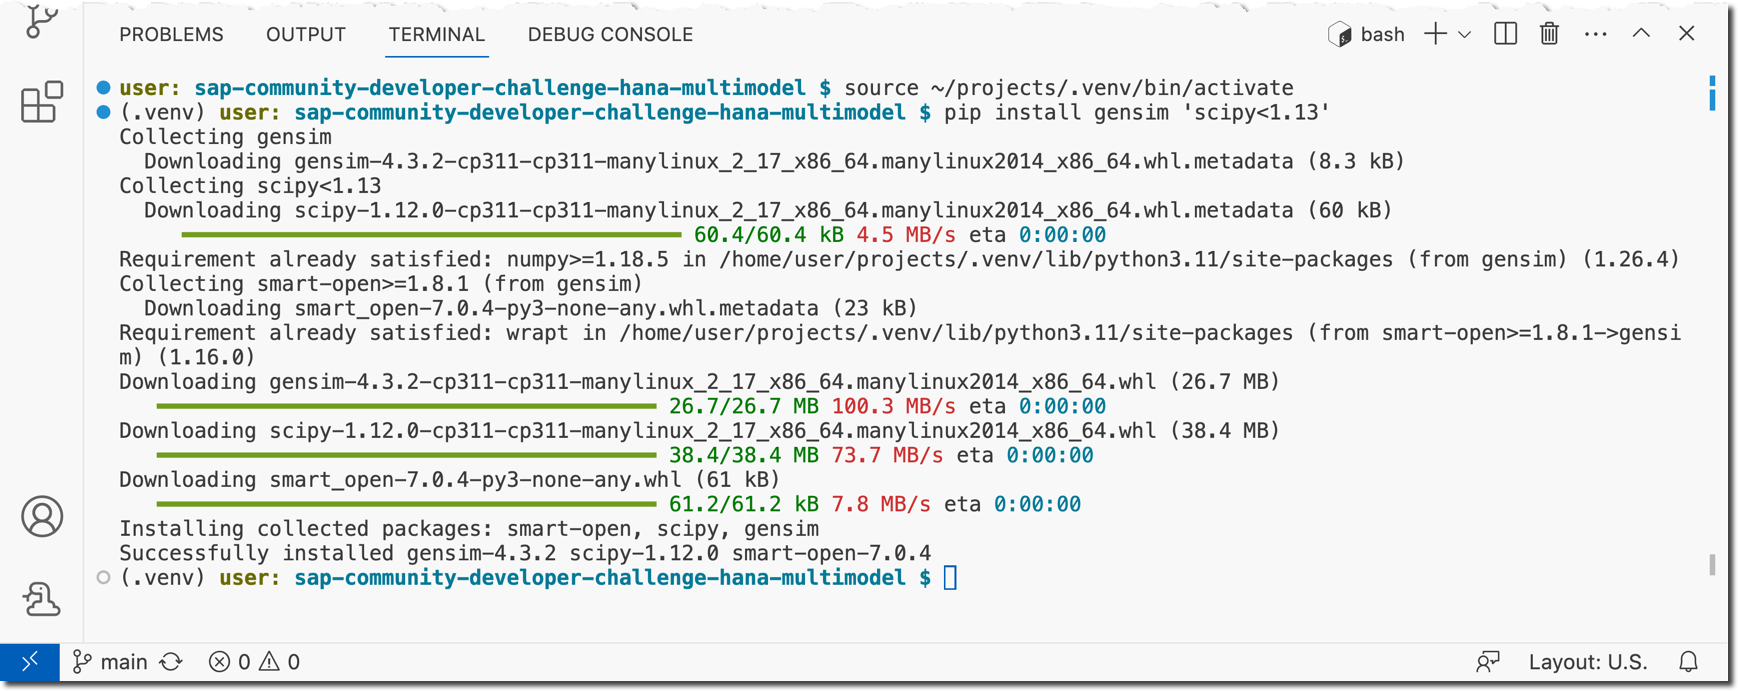 PROBLEMS OUTPUT TERMINAL DEBUG CONSOLE bash
user: sap-community-developer-challenge-hana-multimodel $ source ~/projects/.venv/bin/activate
(.venv) user: sap-community-developer-challenge-hana-multimodel $ pip install gensim 'scipy<1.13'
Collecting gensim
Downloading gensim-4.3.2-cp311-cp311-manylinux_2_17_x86_64.manylinux2014_x86_64.whl.metadata (8.3 kB)
Collecting scipy<1.13
Downloading scipy-1.12.0-cp311-cp311-manylinux_2_17_x86_64.manylinux2014_x86_64.whl.metadata (60 kB)
60.4/60.4 kB 4.5 MB/s eta 0:00:00
Requirement already satisfied: numpy>=1.18.5 in /home/user/projects/.venv/lib/python3.11/site-packages (from gensim) (1.26.4)
Collecting smart-open>=1.8.1 (from gensim)
Downloading smart_open-7.0.4-py3-none-any.whl.metadata (23 kB)
Requirement already satisfied: wrapt in /home/user/projects/.venv/lib/python3.11/site-packages (from smart-open>=1.8.1->gensi
m) (1.16.0)
Downloading gensim-4.3.2-cp311-cp311-manylinux_2_17_x86_64.manylinux2014_x86_64.whl (26.7 MB)
26.7/26.7 MB 100.3 MB/s eta 0:00:00
Downloading scipy-1.12.0-cp311-cp311-manylinux_2_17_x86_64.manylinux2014_x86_64.whl (38.4 MB)
38.4/38.4 MB 73.7 MB/s eta 0:00:00
Downloading smart_open-7.0.4-py3-none-any.whl (61 kB)
61.2/61.2 kB 7.8 MB/s eta 0:00:00
Installing collected packages: smart-open, scipy, gensim
Successfully installed gensim-4.3.2 scipy-1.12.0 smart-open-7.0.4
(.venv) user: sap-community-developer-challenge-hana-multimodel $
main 0 0 Layout: U.S.